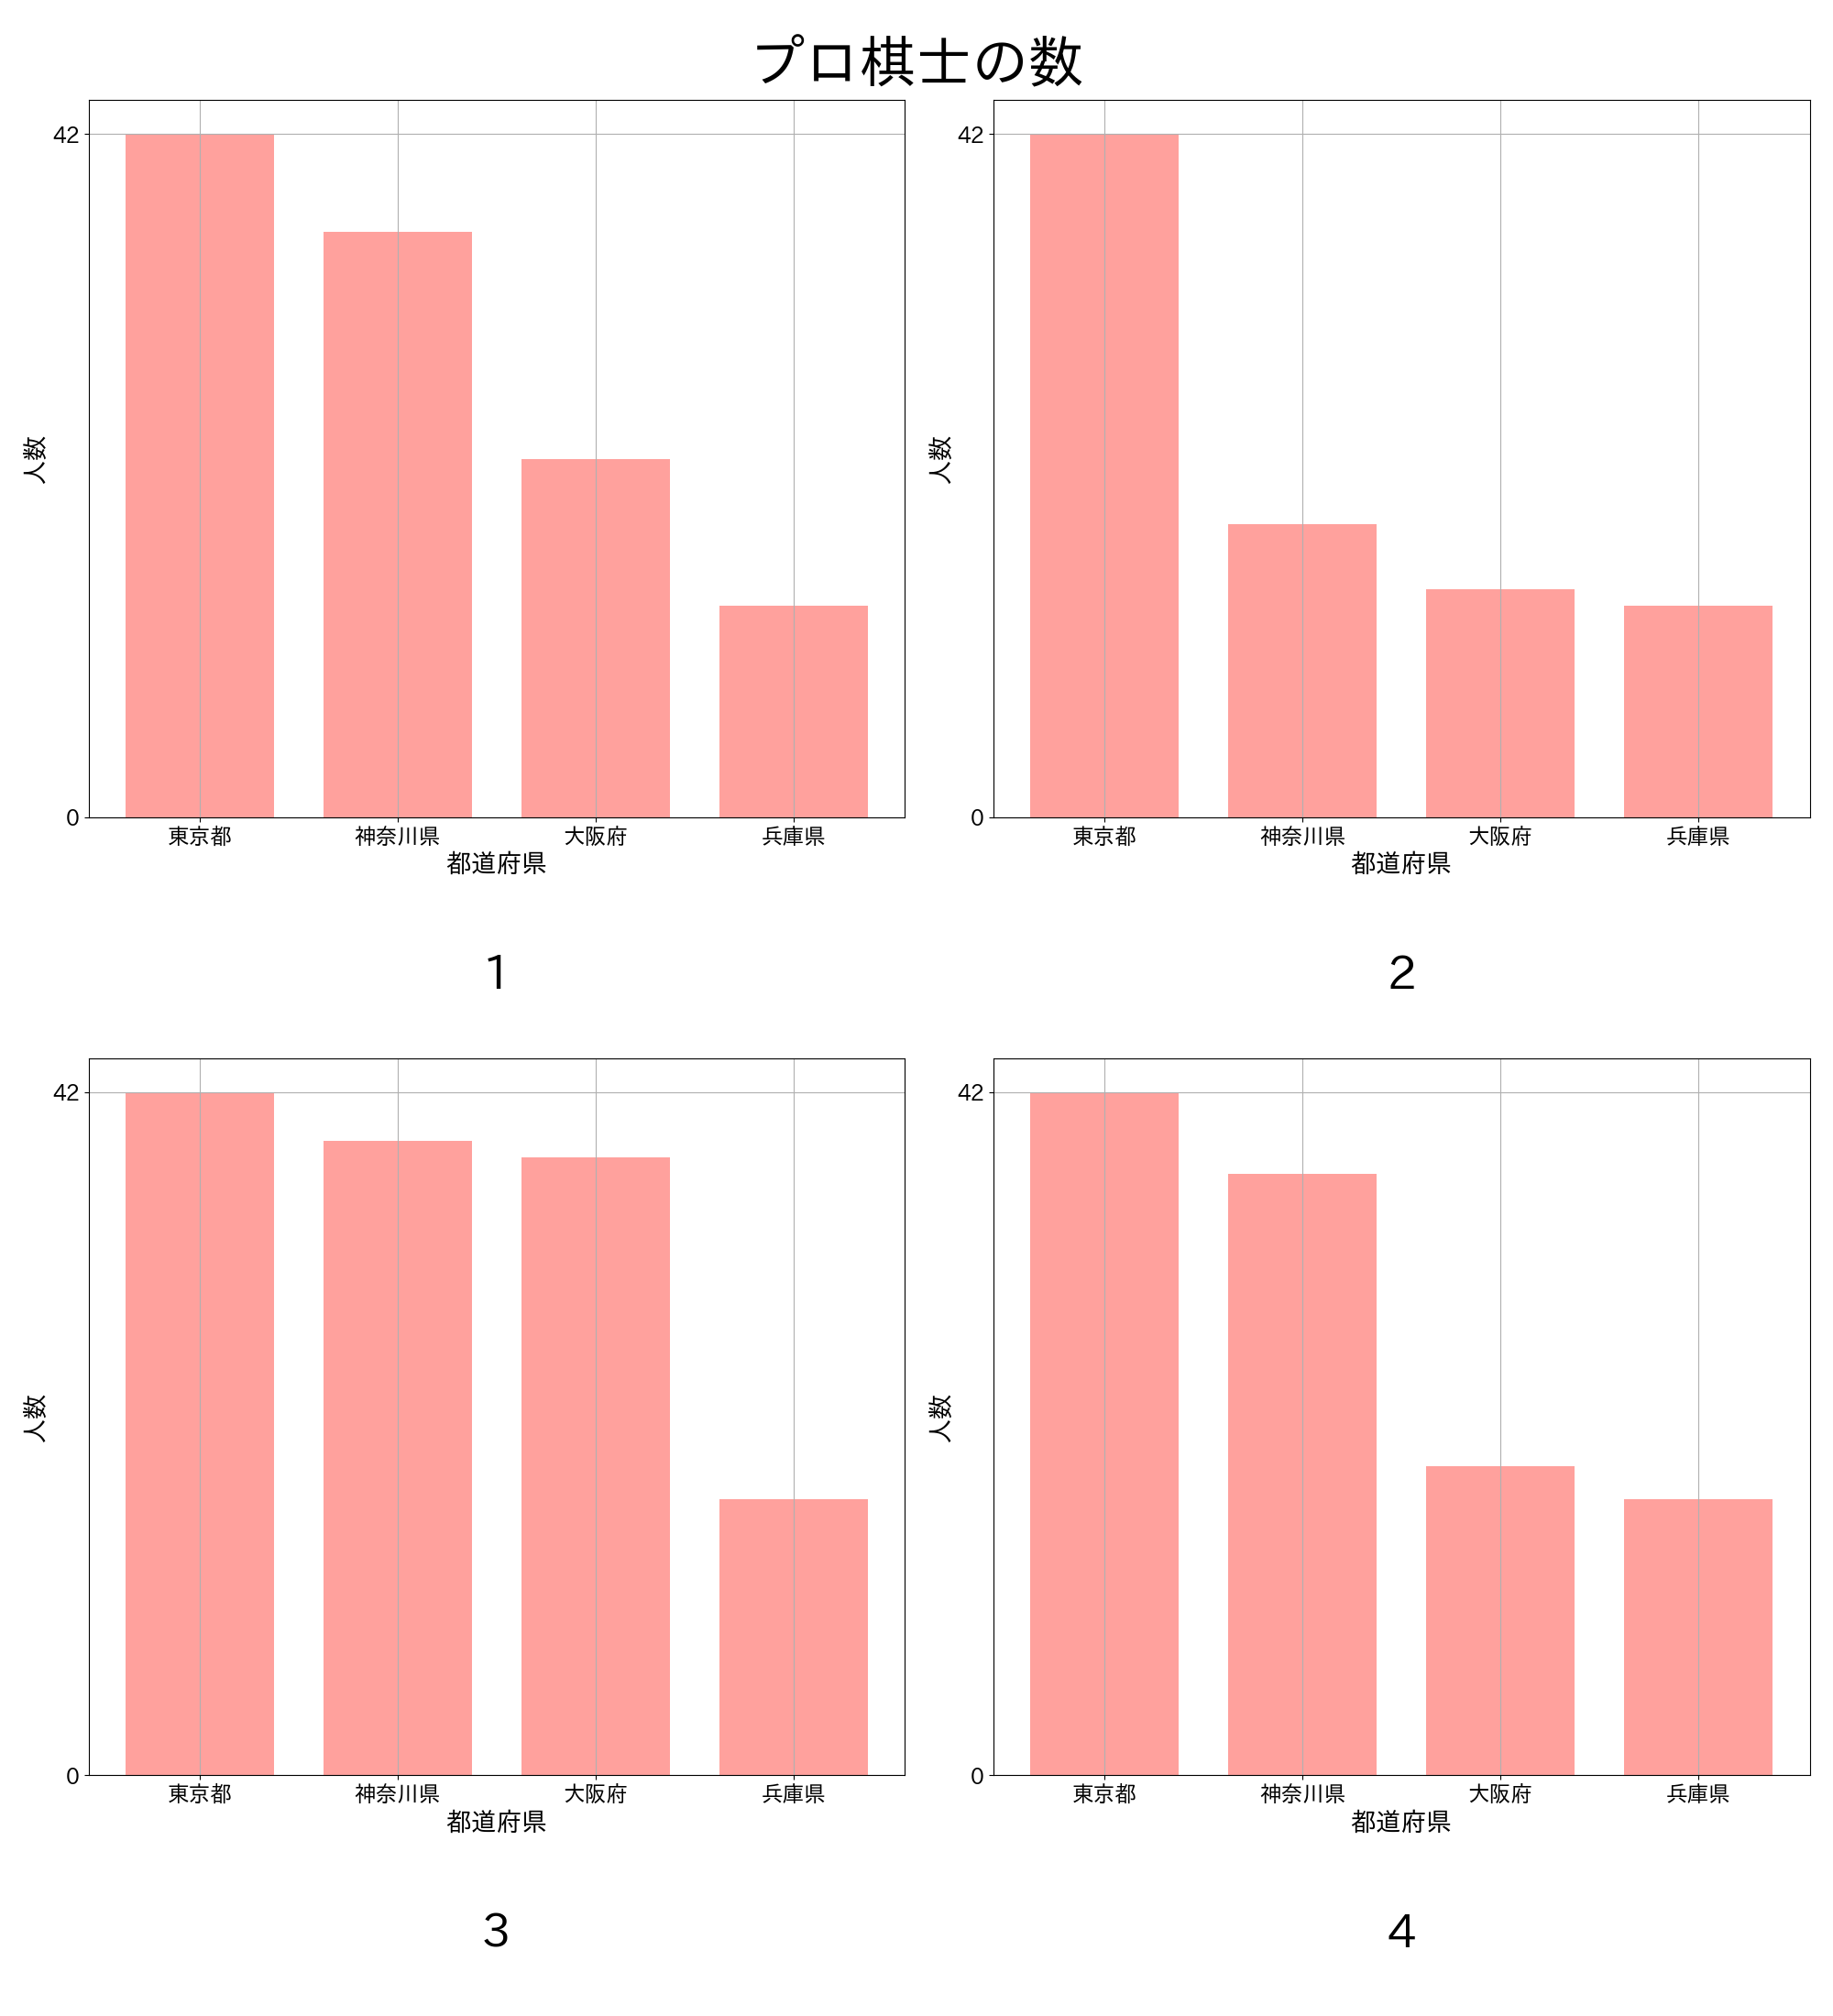 プロ棋士の数
42
人数
0
東京都 神奈川県 大阪府 兵庫県
都道府県
1
42
人数
0
東京都 神奈川県 大阪府 兵庫県
都道府県
2
42
人数
0
東京都 神奈川県 大阪府 兵庫県
都道府県
3
42
人数
0
東京都 神奈川県 大阪府 兵庫県
都道府県
4